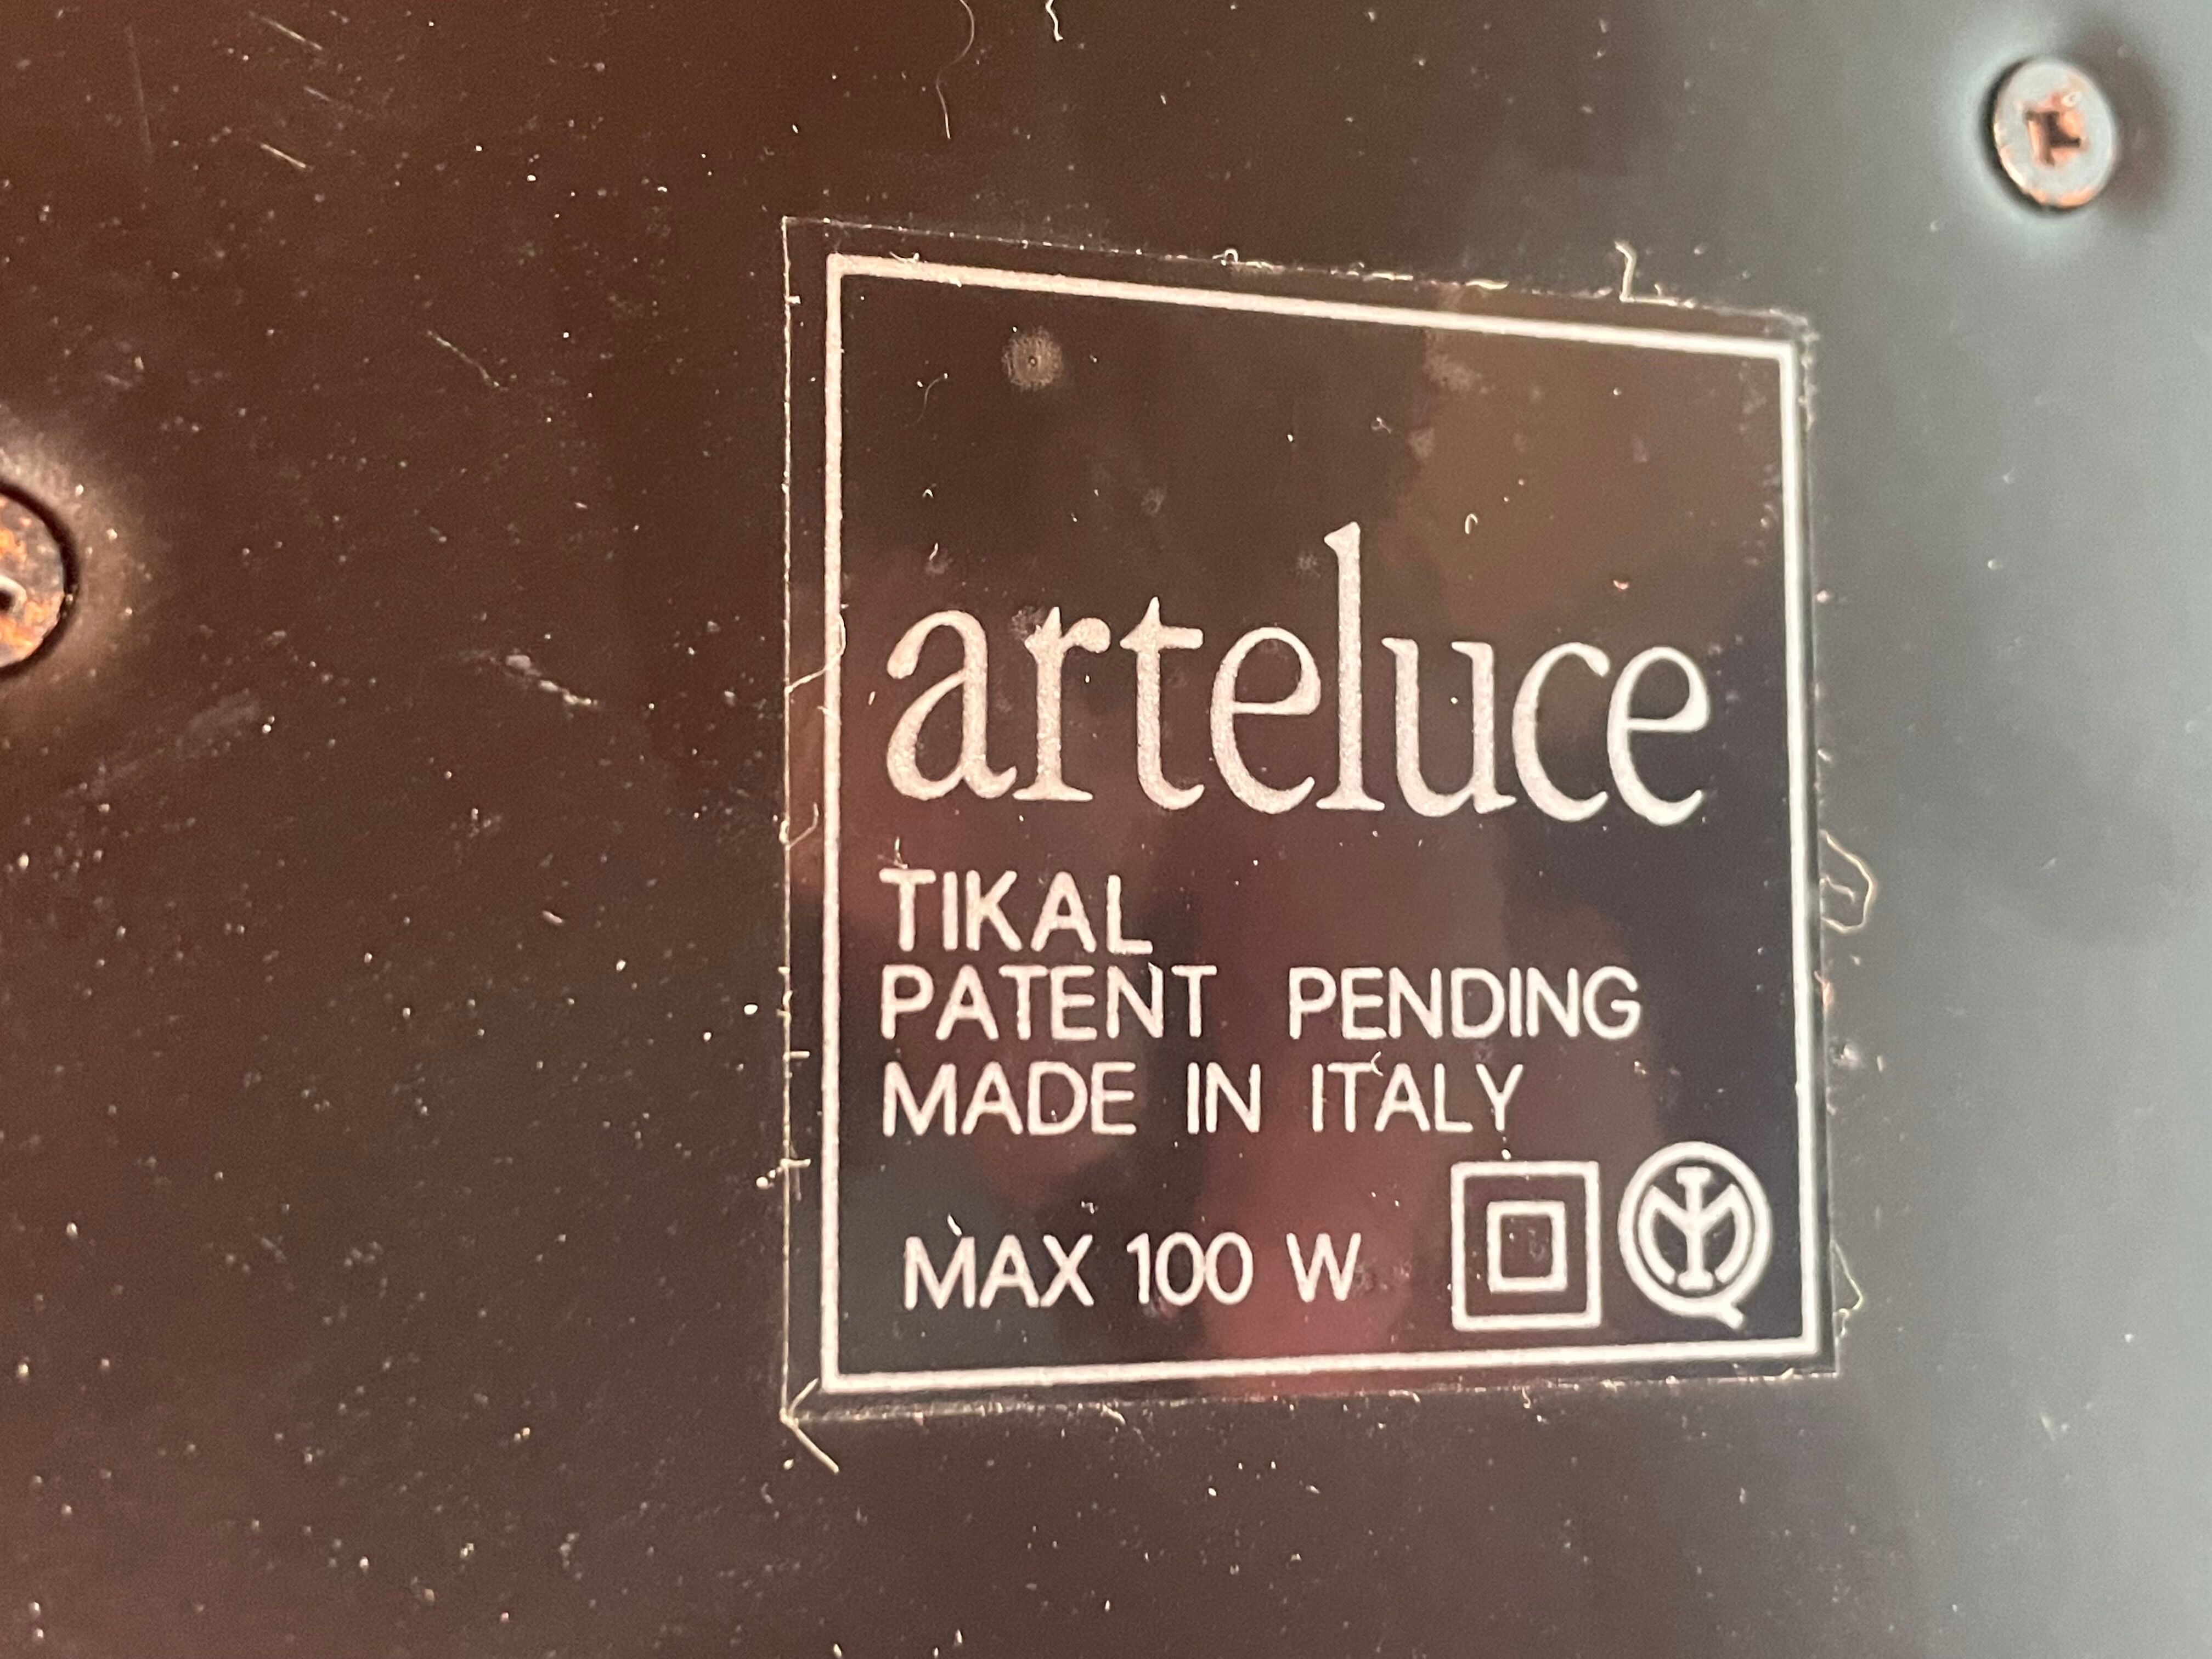 arteluce
TIKAL
PATENT PENDING
MADE IN ITALY
MAX 100 W